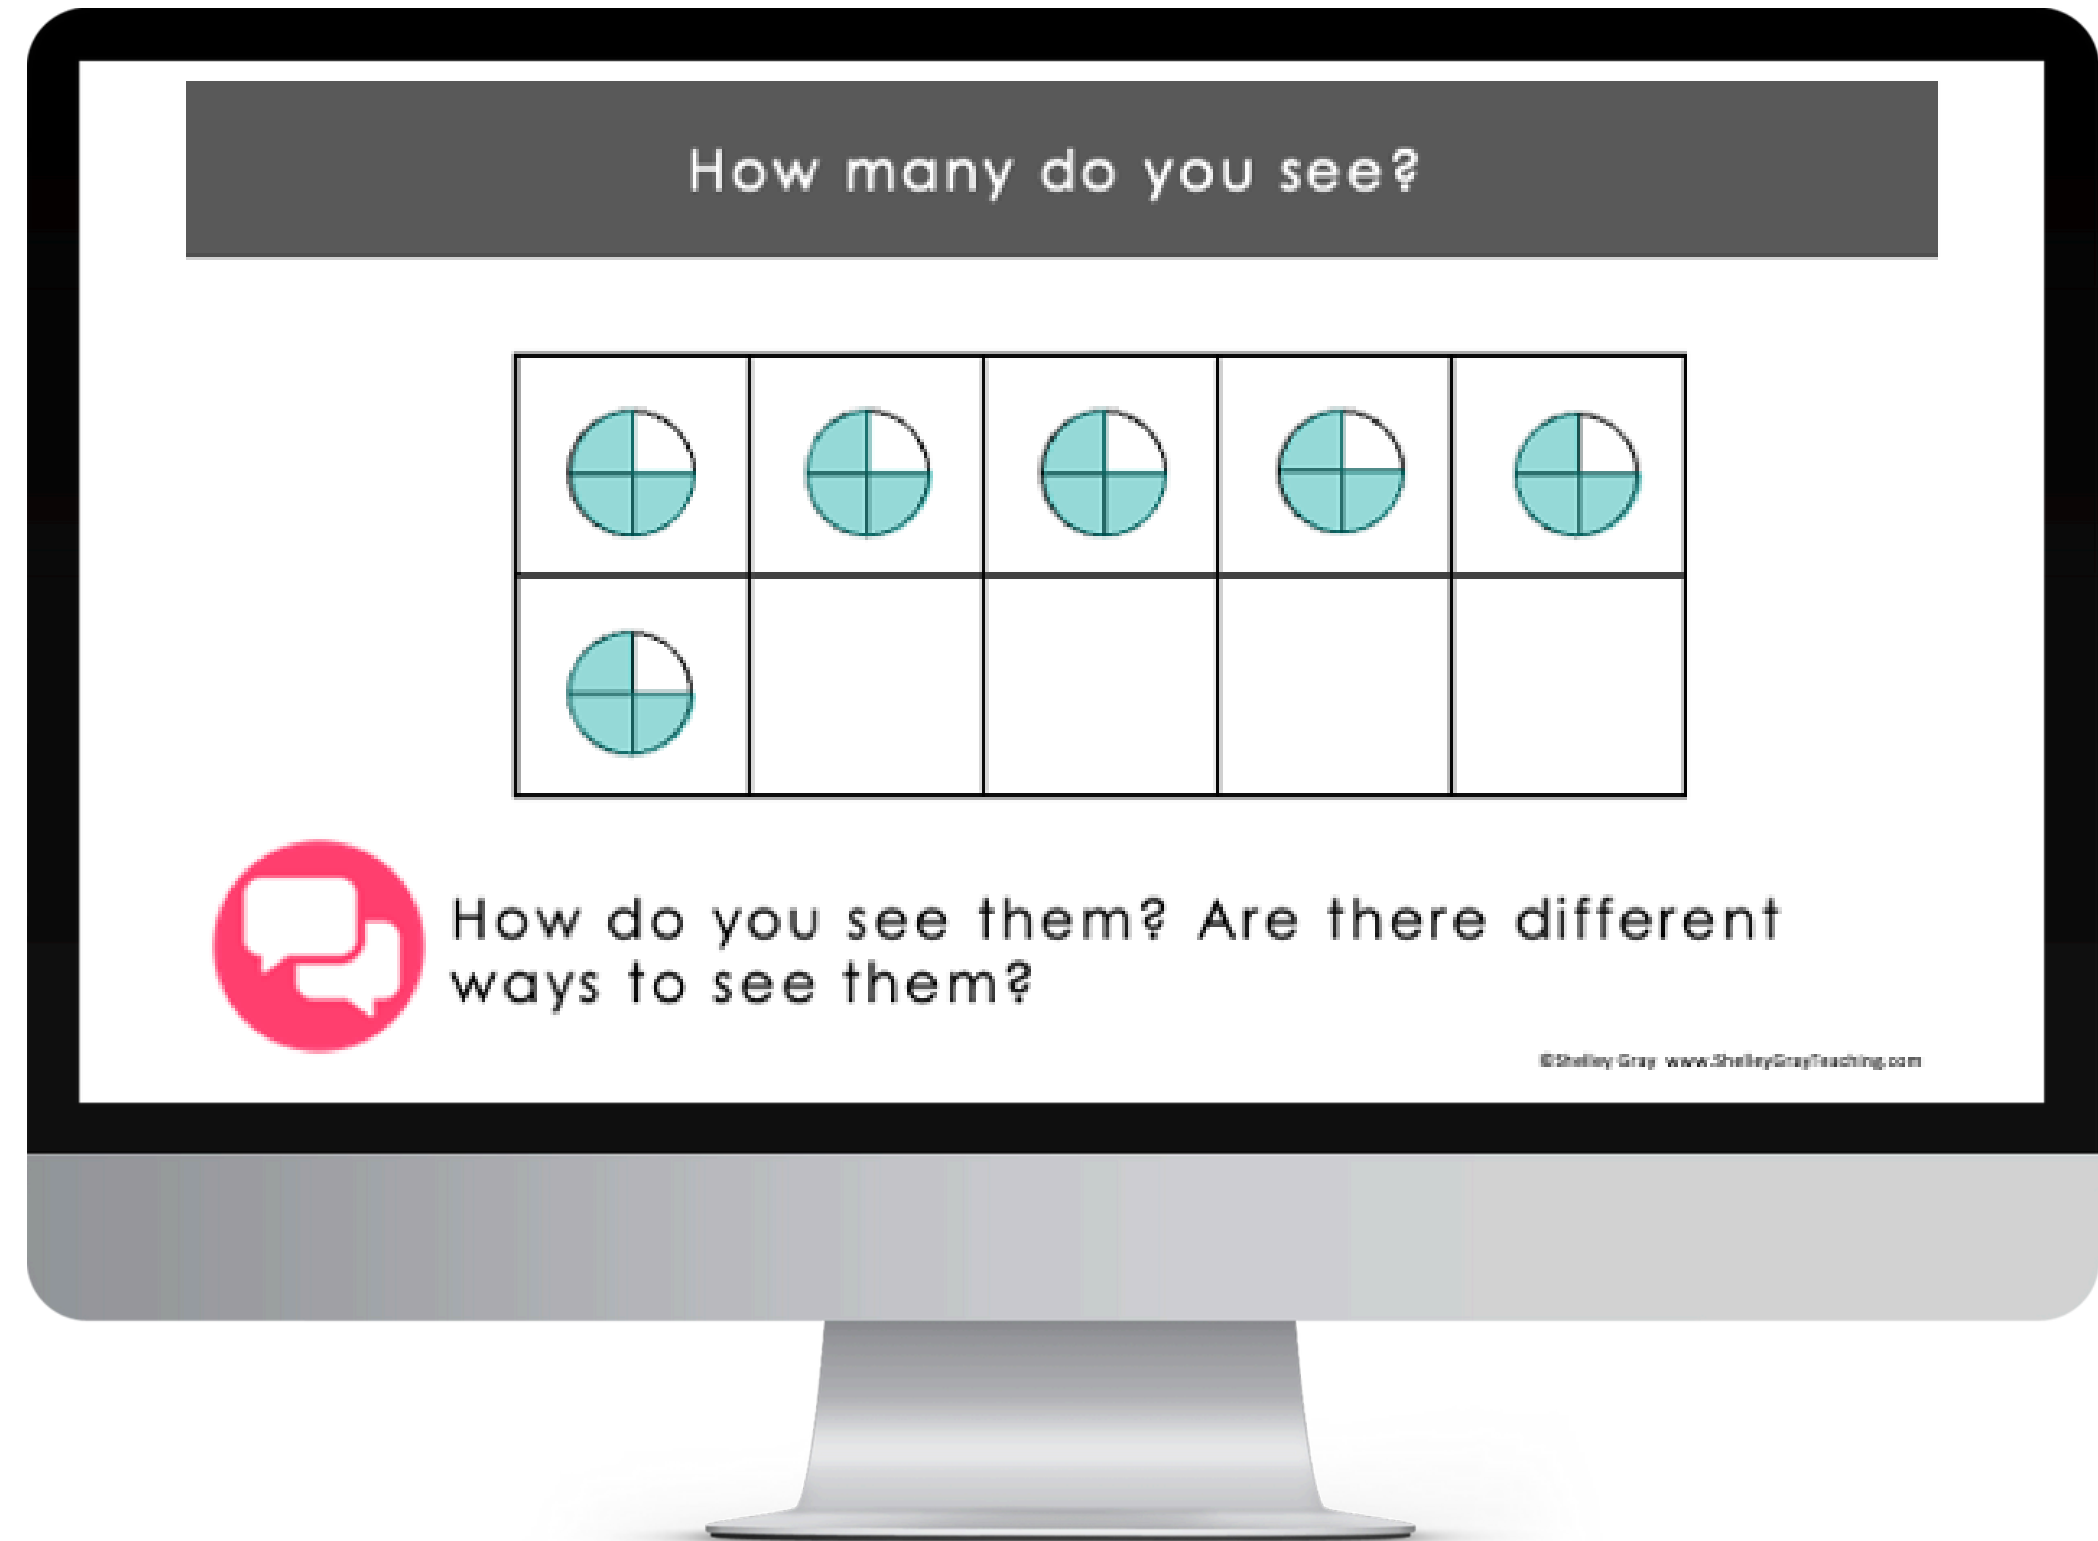 How many do you see?
How do you see them? Are there different
ways to see them?
©Shelley Gray www.ShelleyGrayTeaching.com